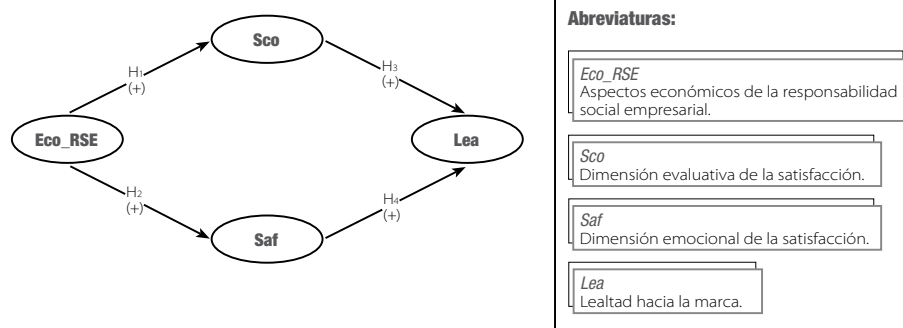 Sco
H1
(+)
H3
(+)
Eco_RSE
Lea
H2
(+)
H4
(+)
Saf
Abreviaturas:
Eco_RSE
Aspectos económicos de la responsabilidad
social empresarial.
Sco
Dimensión evaluativa de la satisfacción.
Saf
Dimensión emocional de la satisfacción.
Lea
Lealtad hacia la marca.